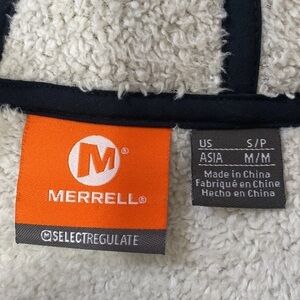 M®
MERRELL®
Ⓜ SELECTREGULATE
US S/P
ASIA M/M
Made in China
Fabriqué en Chine
Hecho en China